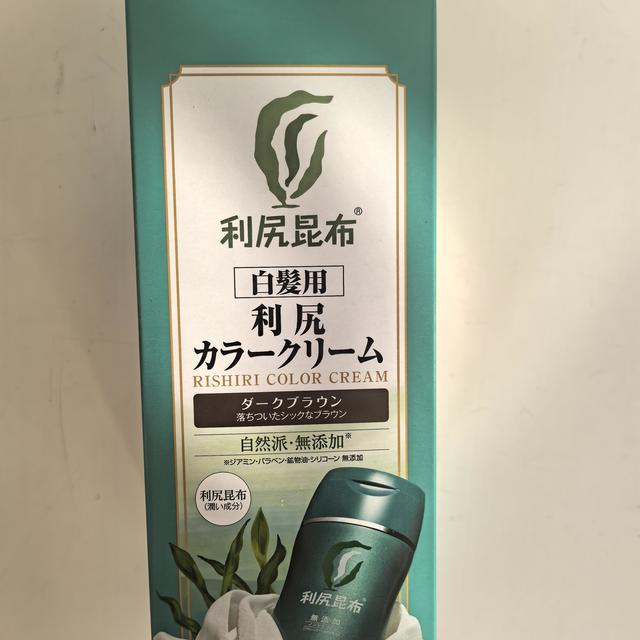 利尻昆布®
白髪用
利尻
カラークリーム
RISHIRI COLOR CREAM
ダークブラウン
落ちついたシックなブラウン
自然派・無添加※
※ジアミン・パラベン・鉱物油・シリコーン 無添加
利尻昆布
(潤い成分)
利尻昆布®
無添加